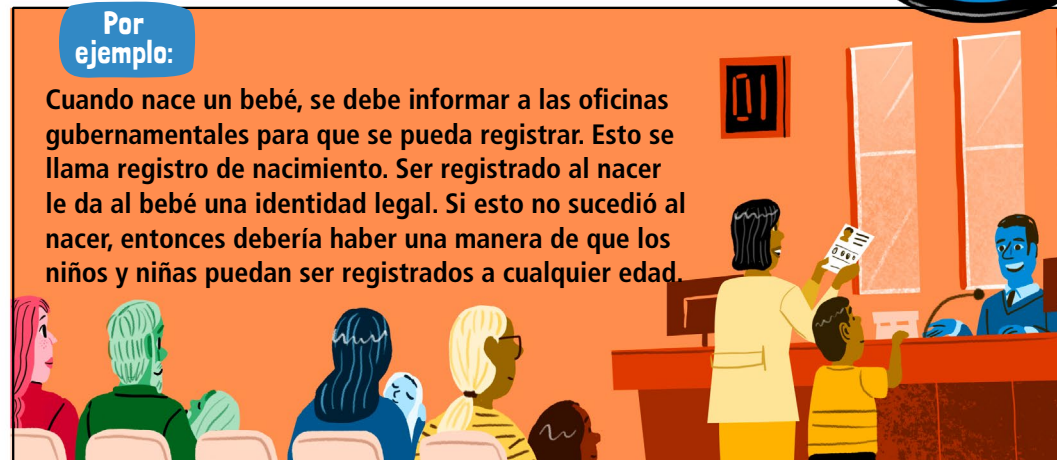 Por
ejemplo:
Cuando nace un bebé, se debe informar a las oficinas
gubernamentales para que se pueda registrar. Esto se
llama registro de nacimiento. Ser registrado al nacer
le da al bebé una identidad legal. Si esto no sucedió al
nacer, entonces debería haber una manera de que los
niños y niñas puedan ser registrados a cualquier edad.